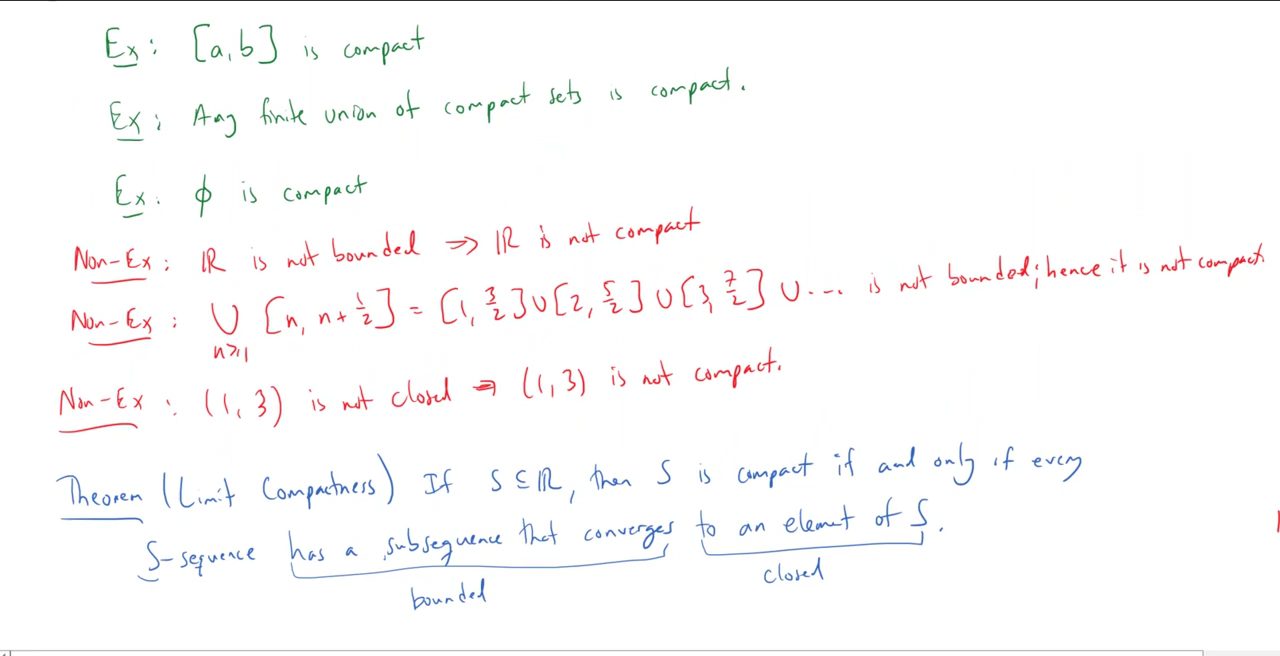 Ex: [a,b] is compact
Ex: Any finite union of compact sets is compact.
Ex: ϕ is compact
Non-Ex: ℝ is not bounded ⇒ ℝ is not compact
Non-Ex: ⋃_{n≥1} [n, n+1/2] = [1, 3/2] ∪ [2, 5/2] ∪ [3, 7/2] ∪ ... is not bounded; hence it is not compact.
Non-Ex: (1,3) is not closed ⇒ (1,3) is not compact.
Theorem (Limit Compactness) If S ⊆ ℝ, then S is compact if and only if every
S-sequence has a subsequence that converges to an element of S.
bounded closed